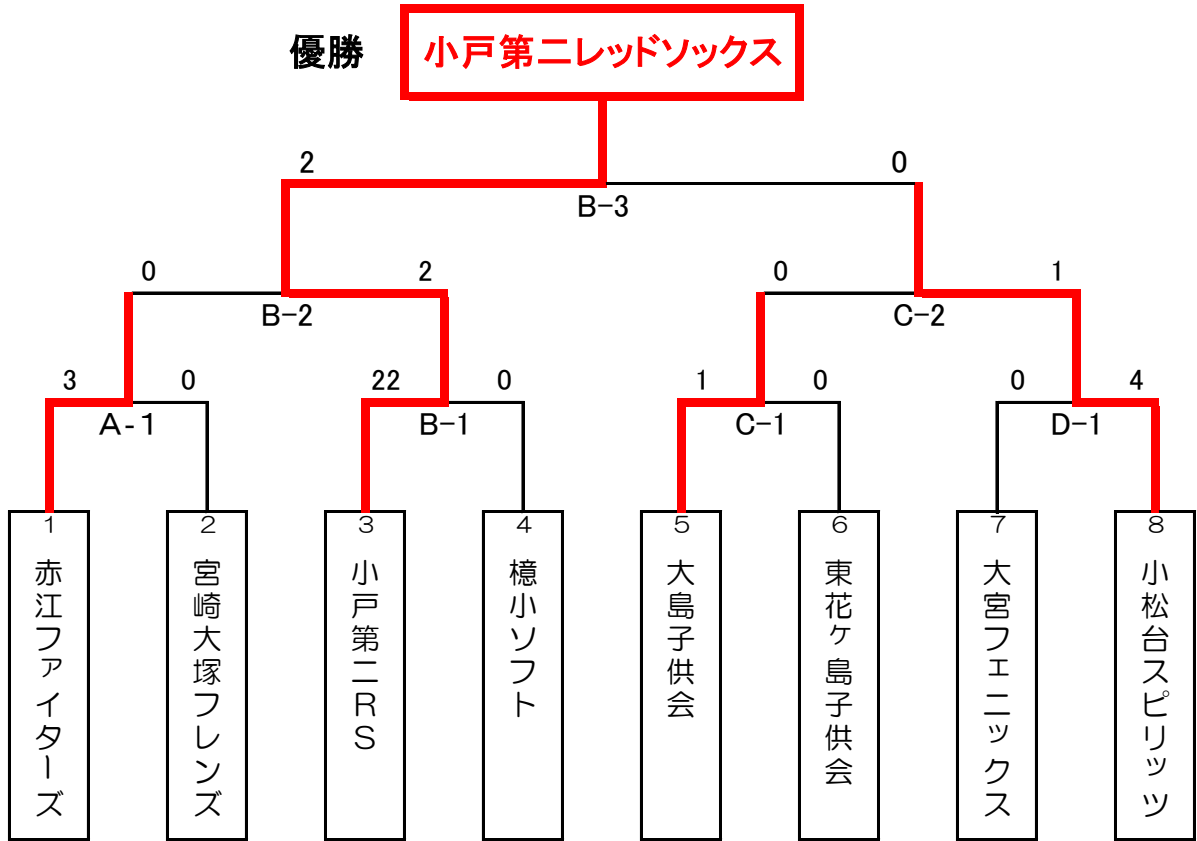 優勝
小戸第二レッドソックス
2
0
B-3
0
2
0
1
B-2
C-2
3
0
22
0
1
0
0
4
A-1
B-1
C-1
D-1
1
赤江ファイターズ
2
宮崎大塚フレンズ
3
小戸第二RS
4
檍小ソフト
5
大島子供会
6
東花ヶ島子供会
7
大宮フェニックス
8
小松台スピリッツ